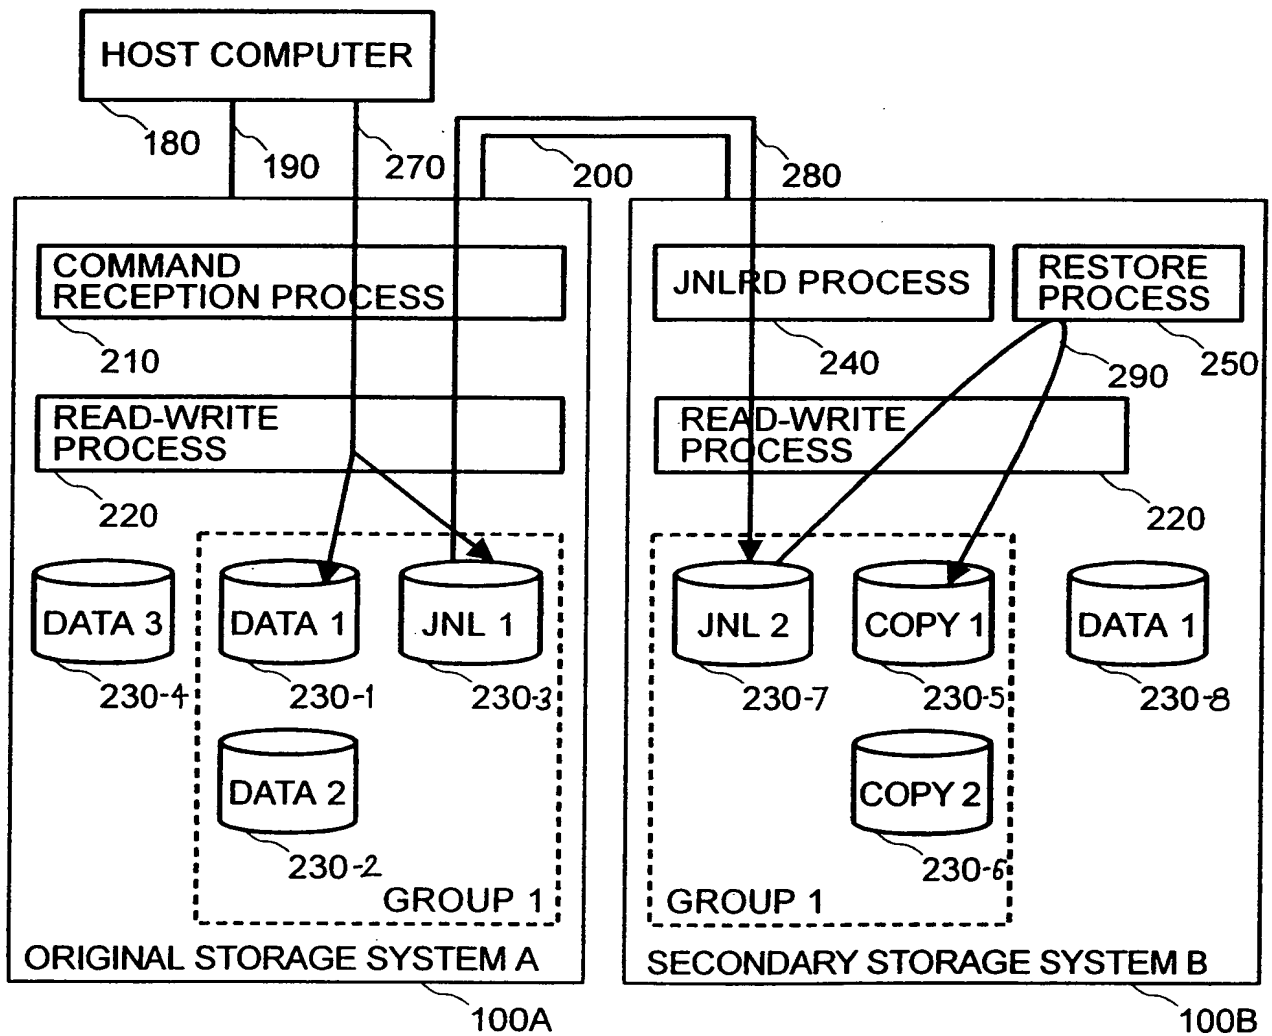 HOST COMPUTER
180
190
270
200
280
COMMAND
RECEPTION PROCESS
210
READ-WRITE
PROCESS
220
DATA 3
230-4
DATA 1
230-1
JNL 1
230-3
DATA 2
230-2
GROUP 1
ORIGINAL STORAGE SYSTEM A
100A
JNLRD PROCESS
240
RESTORE
PROCESS
250
290
READ-WRITE
PROCESS
220
JNL 2
230-7
COPY 1
230-5
DATA 1
230-8
COPY 2
230-6
GROUP 1
SECONDARY STORAGE SYSTEM B
100B